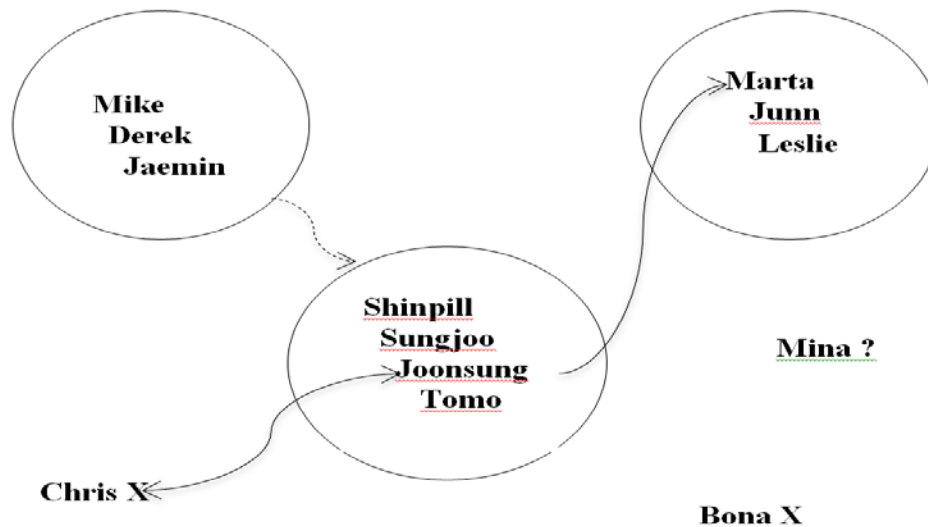 Mike
Derek
Jaemin
Marta
Junn
Leslie
Shinpill
Sungjoo
Joonsung
Tomo
Mina ?
Chris X
Bona X